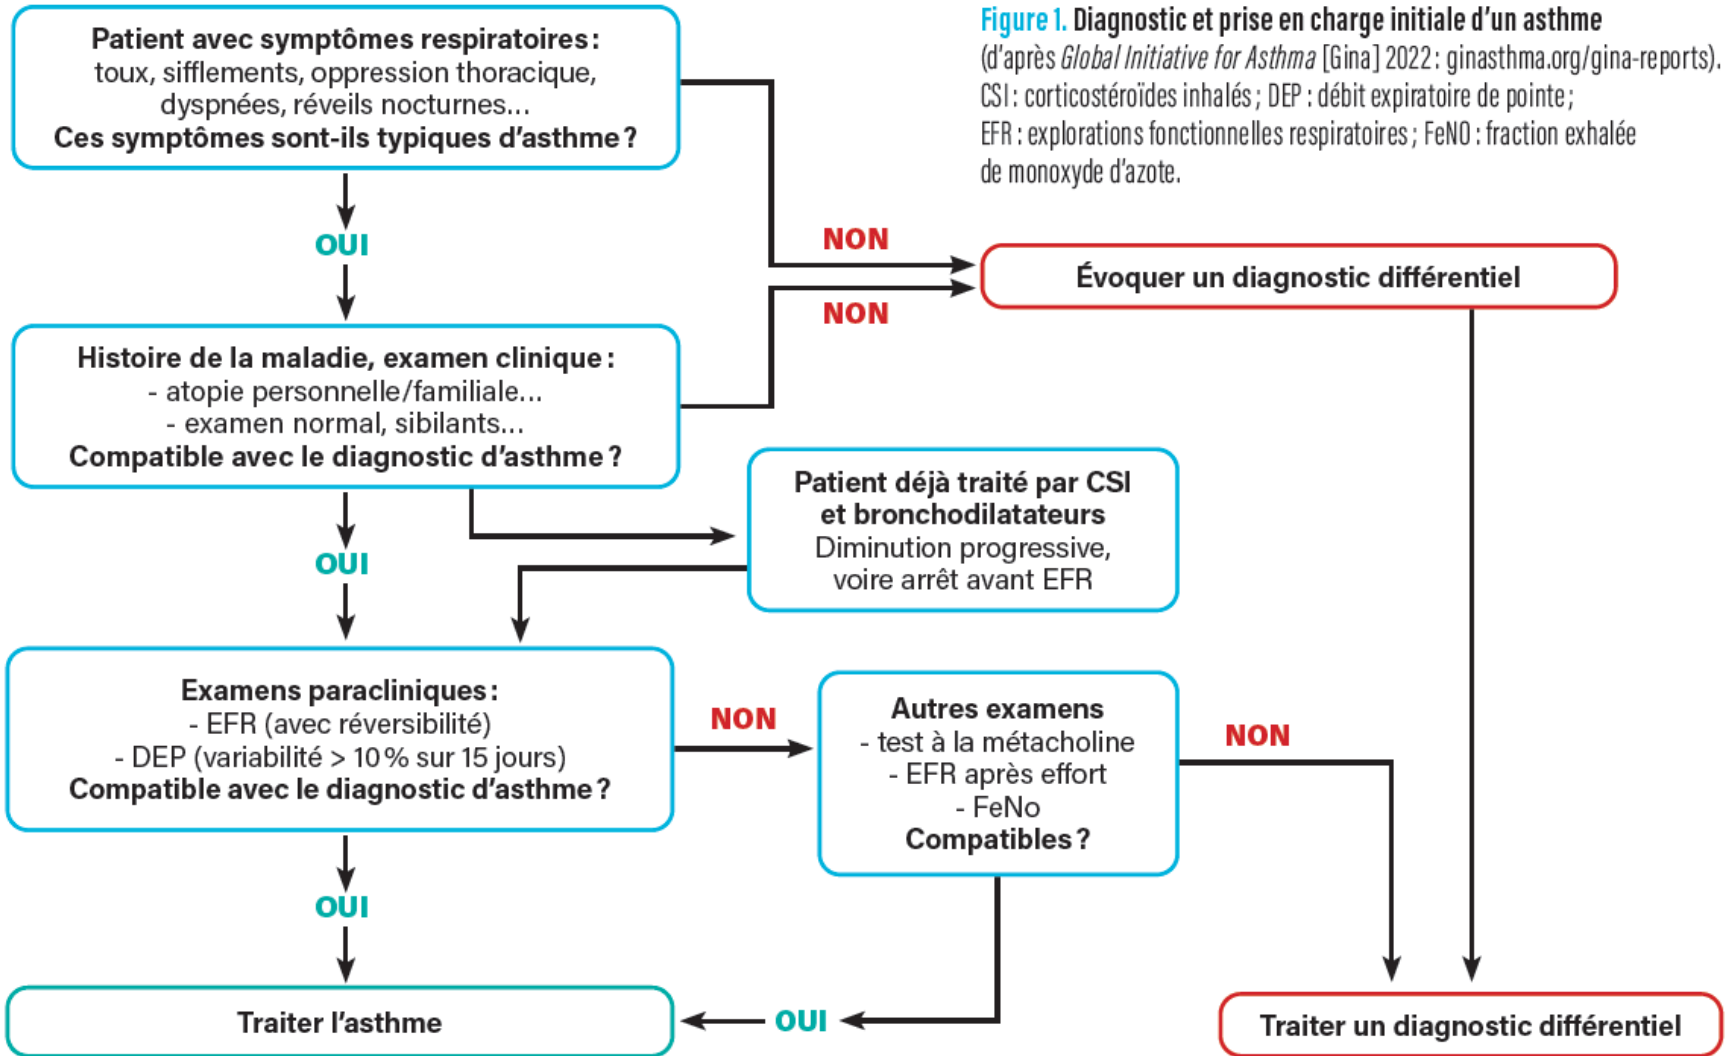 Figure 1. Diagnostic et prise en charge initiale d'un asthme
(d'après Global Initiative for Asthma [Gina] 2022 : ginasthma.org/gina-reports).
CSI : corticostéroïdes inhalés ; DEP : débit expiratoire de pointe ;
EFR : explorations fonctionnelles respiratoires ; FeNO : fraction exhalée
de monoxyde d'azote.
Patient avec symptômes respiratoires :
toux, sifflements, oppression thoracique,
dyspnées, réveils nocturnes...
Ces symptômes sont-ils typiques d'asthme ?
OUI
NON
NON
Évoquer un diagnostic différentiel
Histoire de la maladie, examen clinique :
- atopie personnelle/familiale...
- examen normal, sibilants...
Compatible avec le diagnostic d'asthme ?
OUI
Patient déjà traité par CSI
et bronchodilatateurs
Diminution progressive,
voire arrêt avant EFR
Examens paracliniques :
- EFR (avec réversibilité)
- DEP (variabilité > 10 % sur 15 jours)
Compatible avec le diagnostic d'asthme ?
NON
Autres examens
- test à la métacholine
- EFR après effort
- FeNo
Compatibles ?
NON
OUI
Traiter l'asthme
OUI
Traiter un diagnostic différentiel